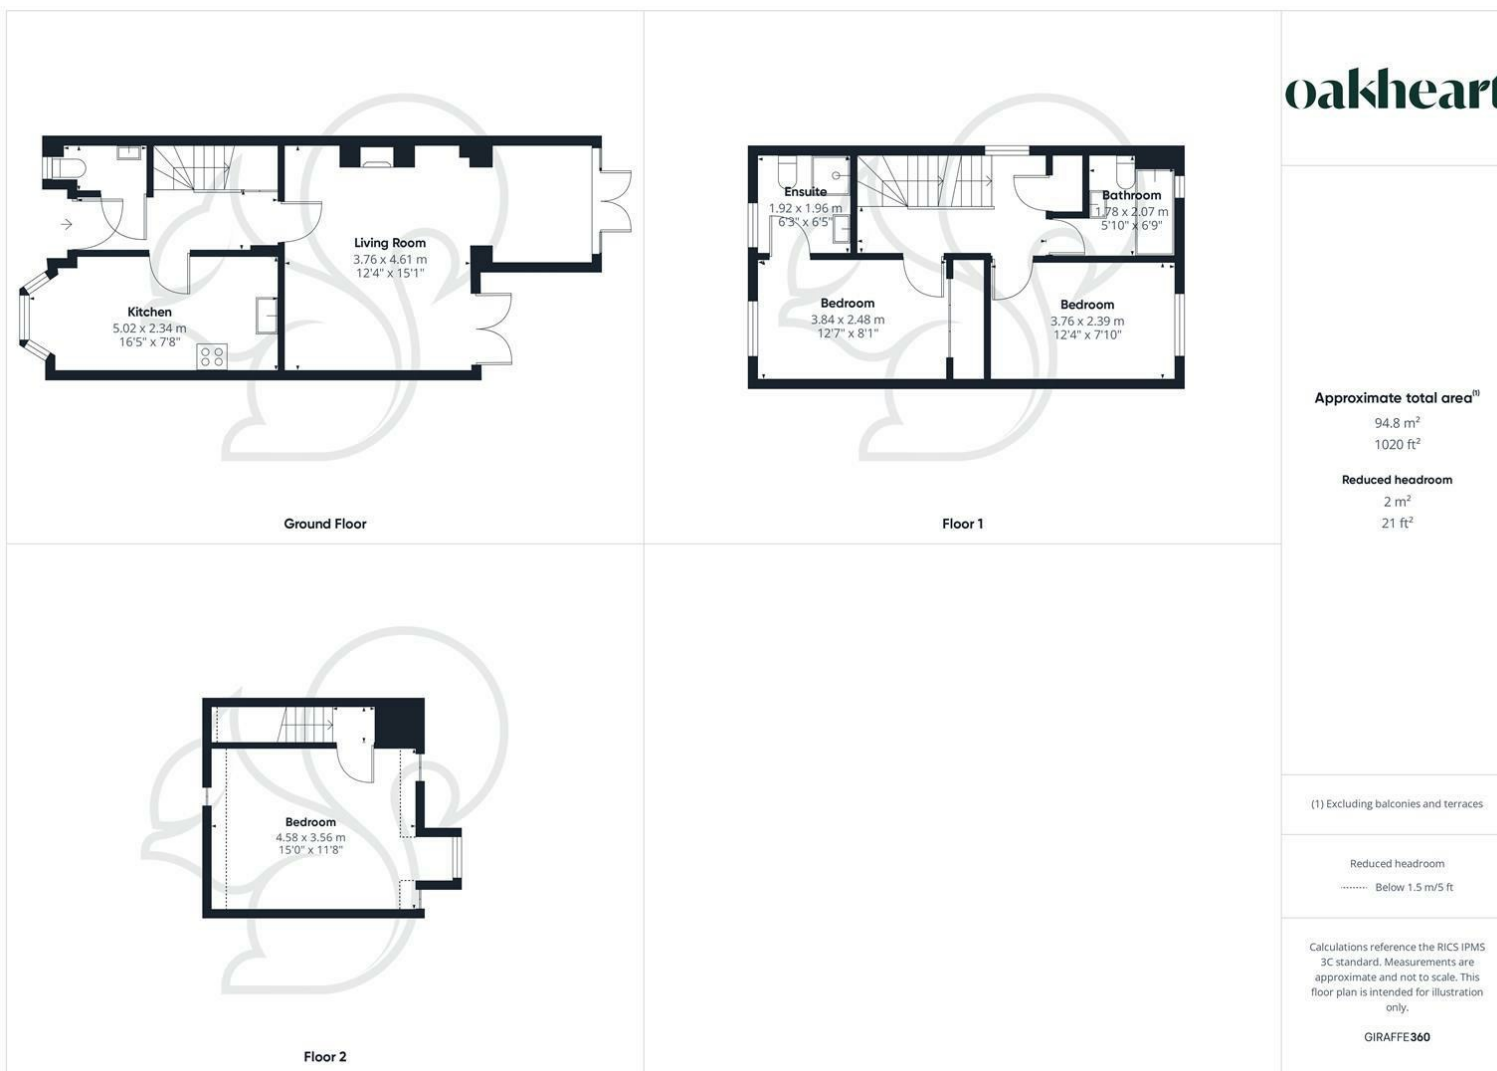 Living Room
3.76 x 4.61 m
12'4" x 15'1"
Kitchen
5.02 x 2.34 m
16'5" x 7'8"
Ground Floor
Ensuite
1.92 x 1.96 m
6'3" x 6'5"
Bathroom
1.78 x 2.07 m
5'10" x 6'9"
Bedroom
3.84 x 2.48 m
12'7" x 8'1"
Bedroom
3.76 x 2.39 m
12'4" x 7'10"
Floor 1
Bedroom
4.58 x 3.56 m
15'0" x 11'8"
Floor 2
oakheart
Approximate total area(1)
94.8 m²
1020 ft²
Reduced headroom
2 m²
21 ft²
(1) Excluding balconies and terraces
Reduced headroom
Below 1.5 m/5 ft
Calculations reference the RICS IPMS
3C standard. Measurements are
approximate and not to scale. This
floor plan is intended for illustration
only.
GIRAFFE360